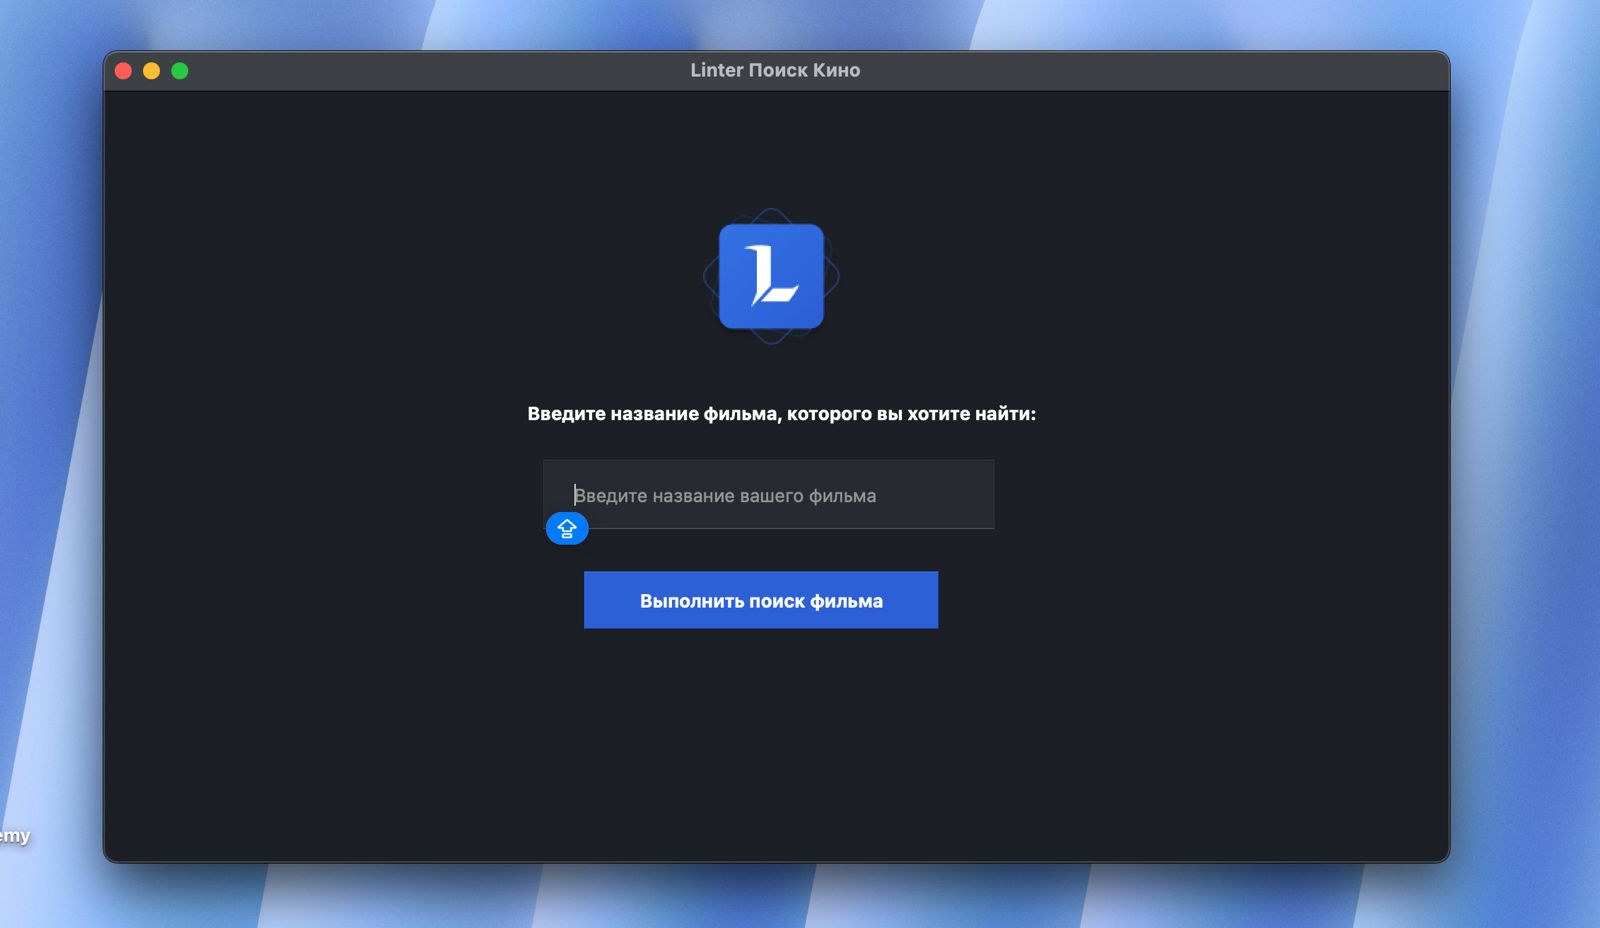 Linter Поиск Кино
L
Введите название фильма, которого вы хотите найти:
Введите название вашего фильма
Выполнить поиск фильма
emy